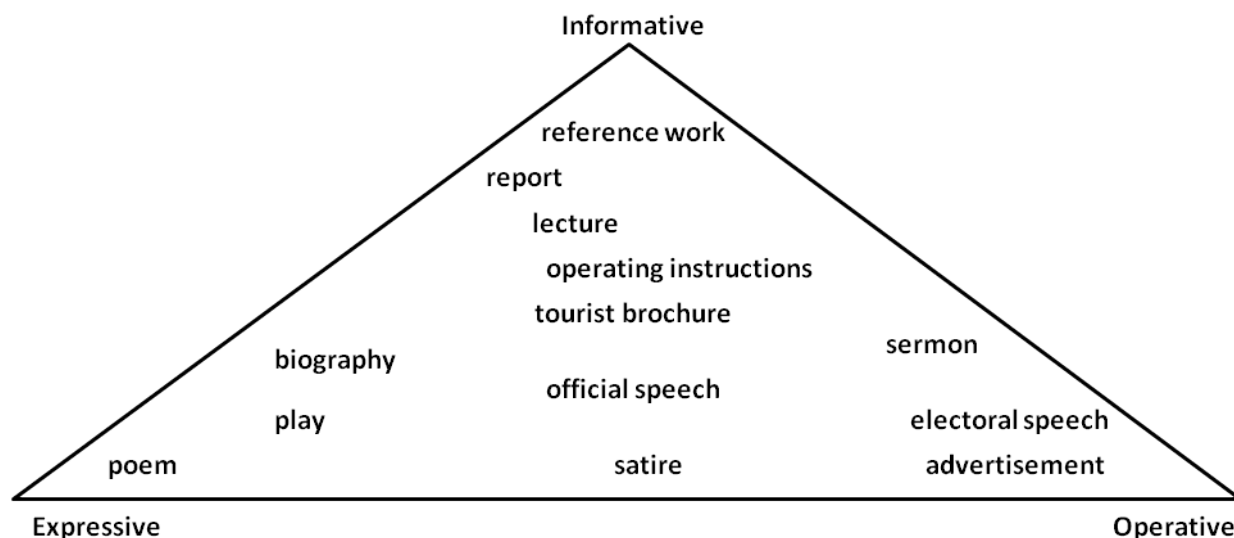 Informative
reference work
report
lecture
operating instructions
tourist brochure
sermon
biography
official speech
play
electoral speech
poem
satire
advertisement
Expressive
Operative